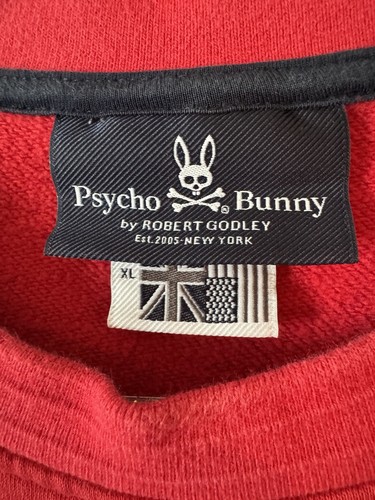 Psycho ® Bunny
by ROBERT GODLEY
Est.2005-NEW YORK
XL